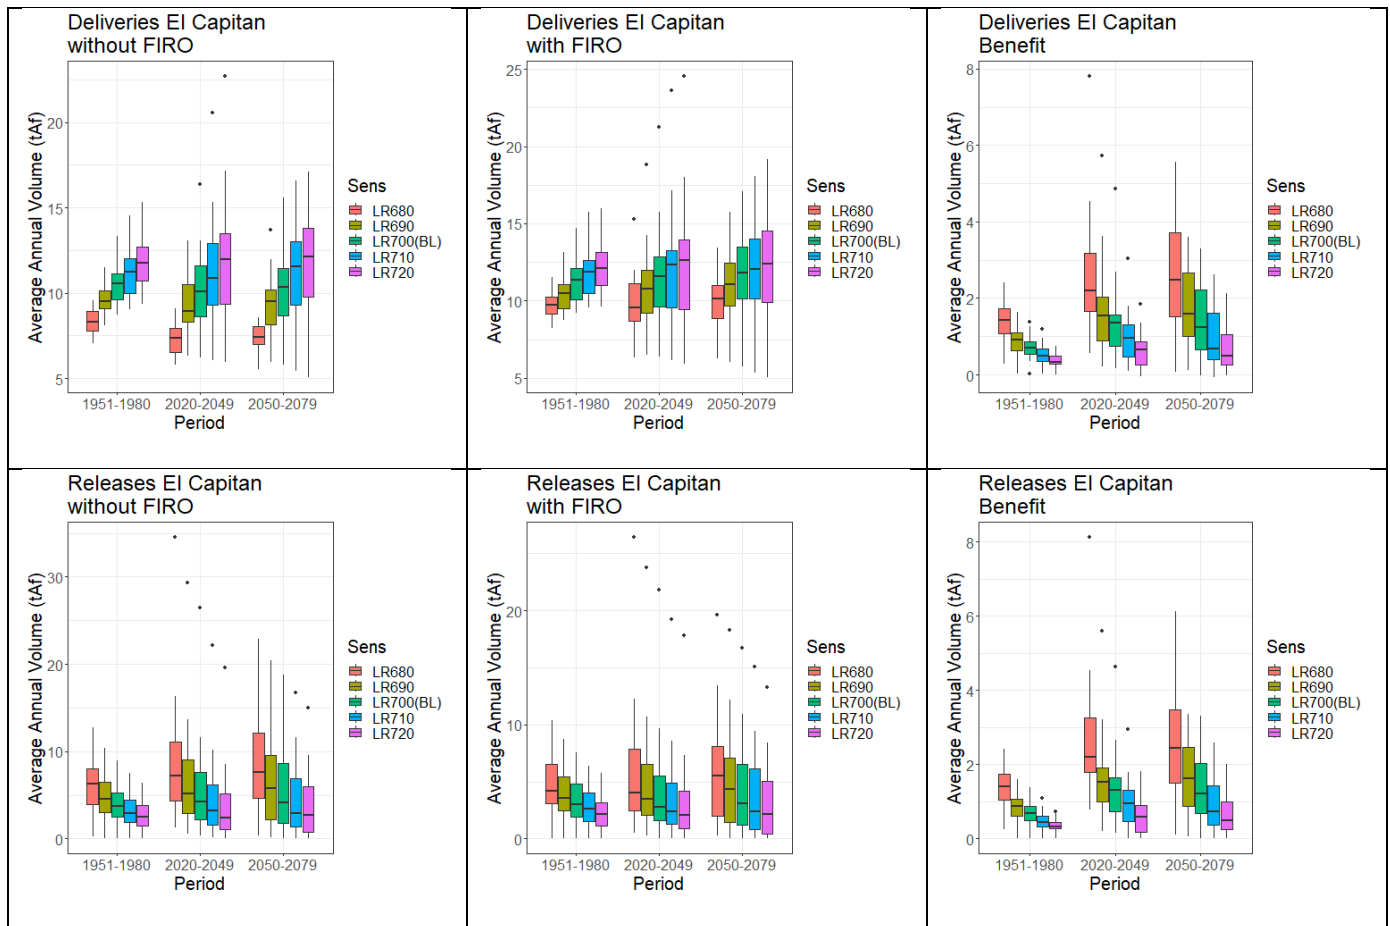 Deliveries El Capitan
without FIRO
Average Annual Volume (tAf)
20
15
10
5
1951-1980 2020-2049 2050-2079
Period
Sens
LR680
LR690
LR700(BL)
LR710
LR720
Deliveries El Capitan
with FIRO
Average Annual Volume (tAf)
25
20
15
10
5
1951-1980 2020-2049 2050-2079
Period
Sens
LR680
LR690
LR700(BL)
LR710
LR720
Deliveries El Capitan
Benefit
Average Annual Volume (tAf)
8
6
4
2
0
1951-1980 2020-2049 2050-2079
Period
Sens
LR680
LR690
LR700(BL)
LR710
LR720
Releases El Capitan
without FIRO
Average Annual Volume (tAf)
30
20
10
0
1951-1980 2020-2049 2050-2079
Period
Sens
LR680
LR690
LR700(BL)
LR710
LR720
Releases El Capitan
with FIRO
Average Annual Volume (tAf)
20
10
0
1951-1980 2020-2049 2050-2079
Period
Sens
LR680
LR690
LR700(BL)
LR710
LR720
Releases El Capitan
Benefit
Average Annual Volume (tAf)
8
6
4
2
0
1951-1980 2020-2049 2050-2079
Period
Sens
LR680
LR690
LR700(BL)
LR710
LR720